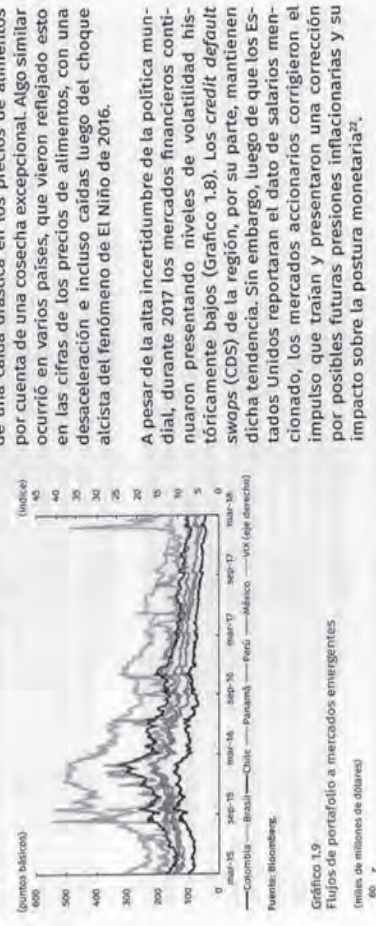 (puntos básicos) (índice)
600 45
500 40
35
400 30
300 25
20
200 15
100 10
5
0 0
mar-15 sep-15 mar-16 sep-16 mar-17 sep-17 mar-18
Colombia Brasil Chile Panamá Perú México VIX (eje derecho)
Fuente: Bloomberg.
Gráfico 1.9
Flujos de portafolio a mercados emergentes
(miles de millones de dólares)
60
de una caída drástica en los precios de alimentos
por cuenta de una cosecha excepcional. Algo similar
ocurrió en varios países, que vieron reflejado esto
en las cifras de los precios de alimentos, con una
desaceleración e incluso caídas luego del choque
alcista del fenómeno de El Niño de 2016.
A pesar de la alta incertidumbre de la política mun-
dial, durante 2017 los mercados financieros conti-
nuaron presentando niveles de volatilidad his-
tóricamente bajos (Gráfico 1.8). Los credit default
swaps (CDS) de la región, por su parte, mantienen
dicha tendencia. Sin embargo, luego de que los Es-
tados Unidos reportaran el dato de salarios men-
cionado, los mercados accionarios corrigieron el
impulso que traían y presentaron una corrección
por posibles futuras presiones inflacionarias y su
impacto sobre la postura monetaria²².